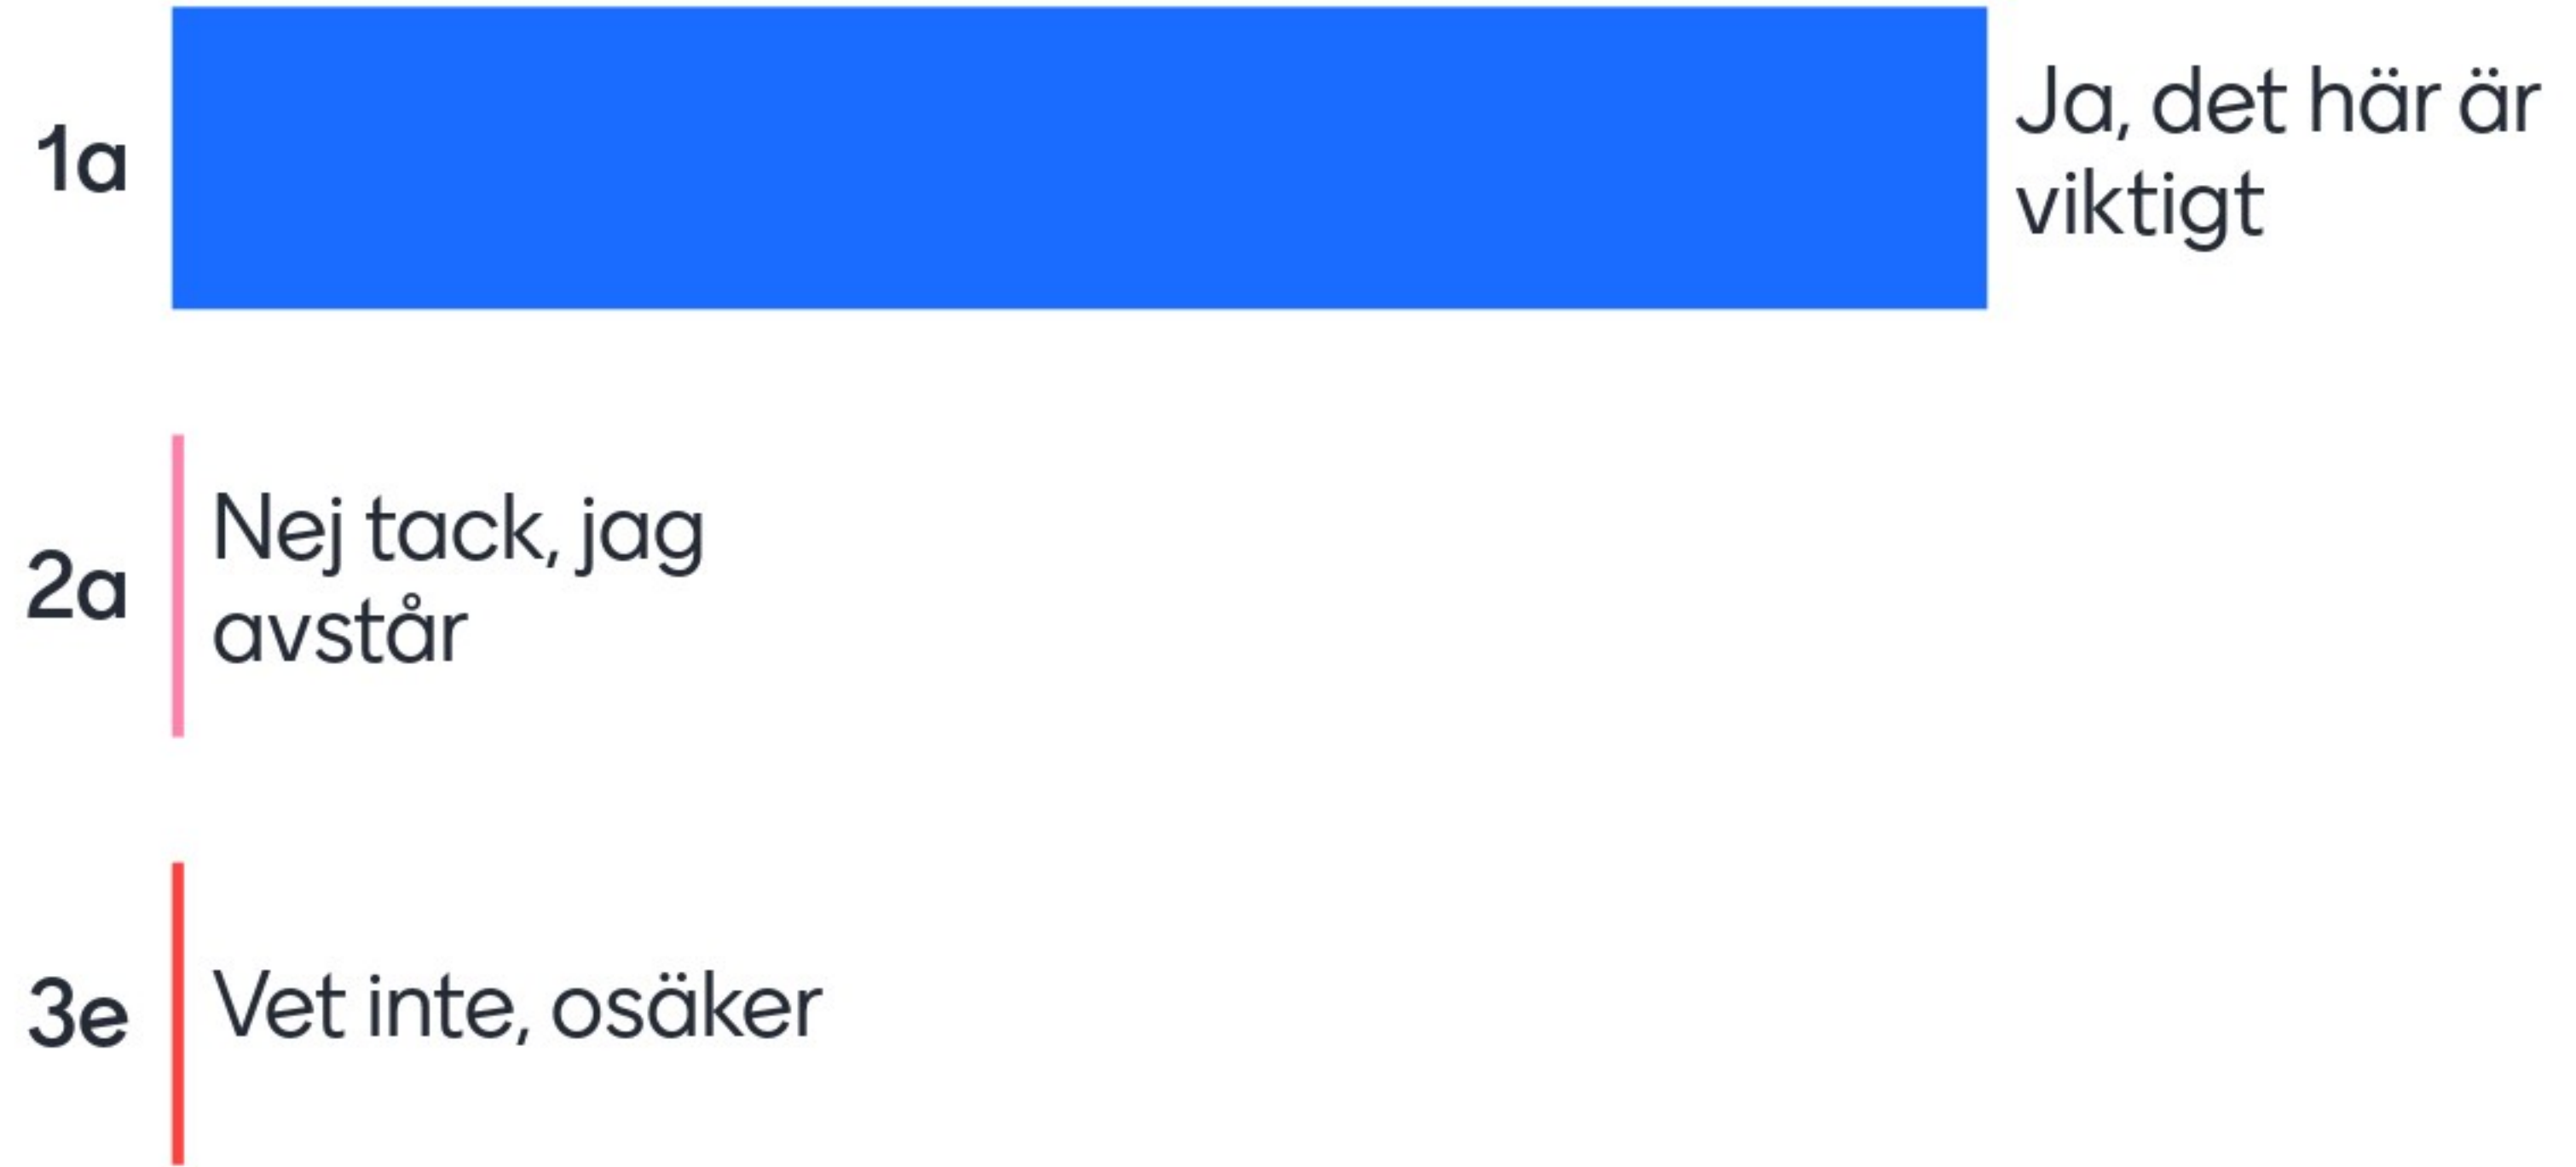 1a
Ja, det här är
viktigt
2a
Nej tack, jag
avstår
3e
Vet inte, osäker